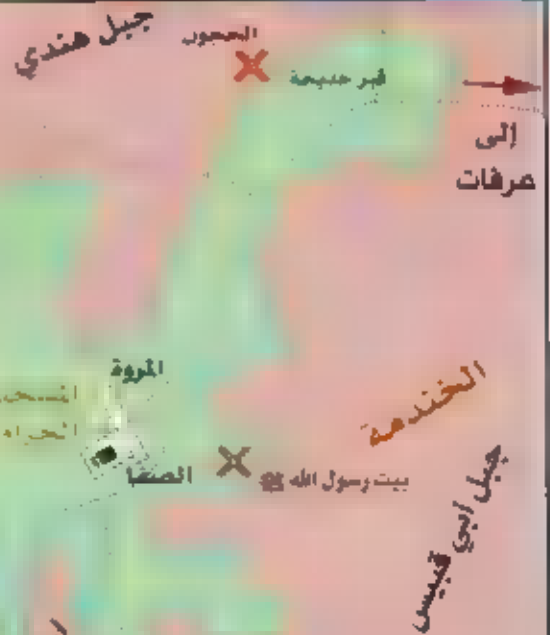 جبل هندي
الحجون
قبر خديجة
إلى
عرفات
المروة
المسجد
الحرام
الصفا
بيت رسول الله ﷺ
الخندمة
جبل أبي قبيس